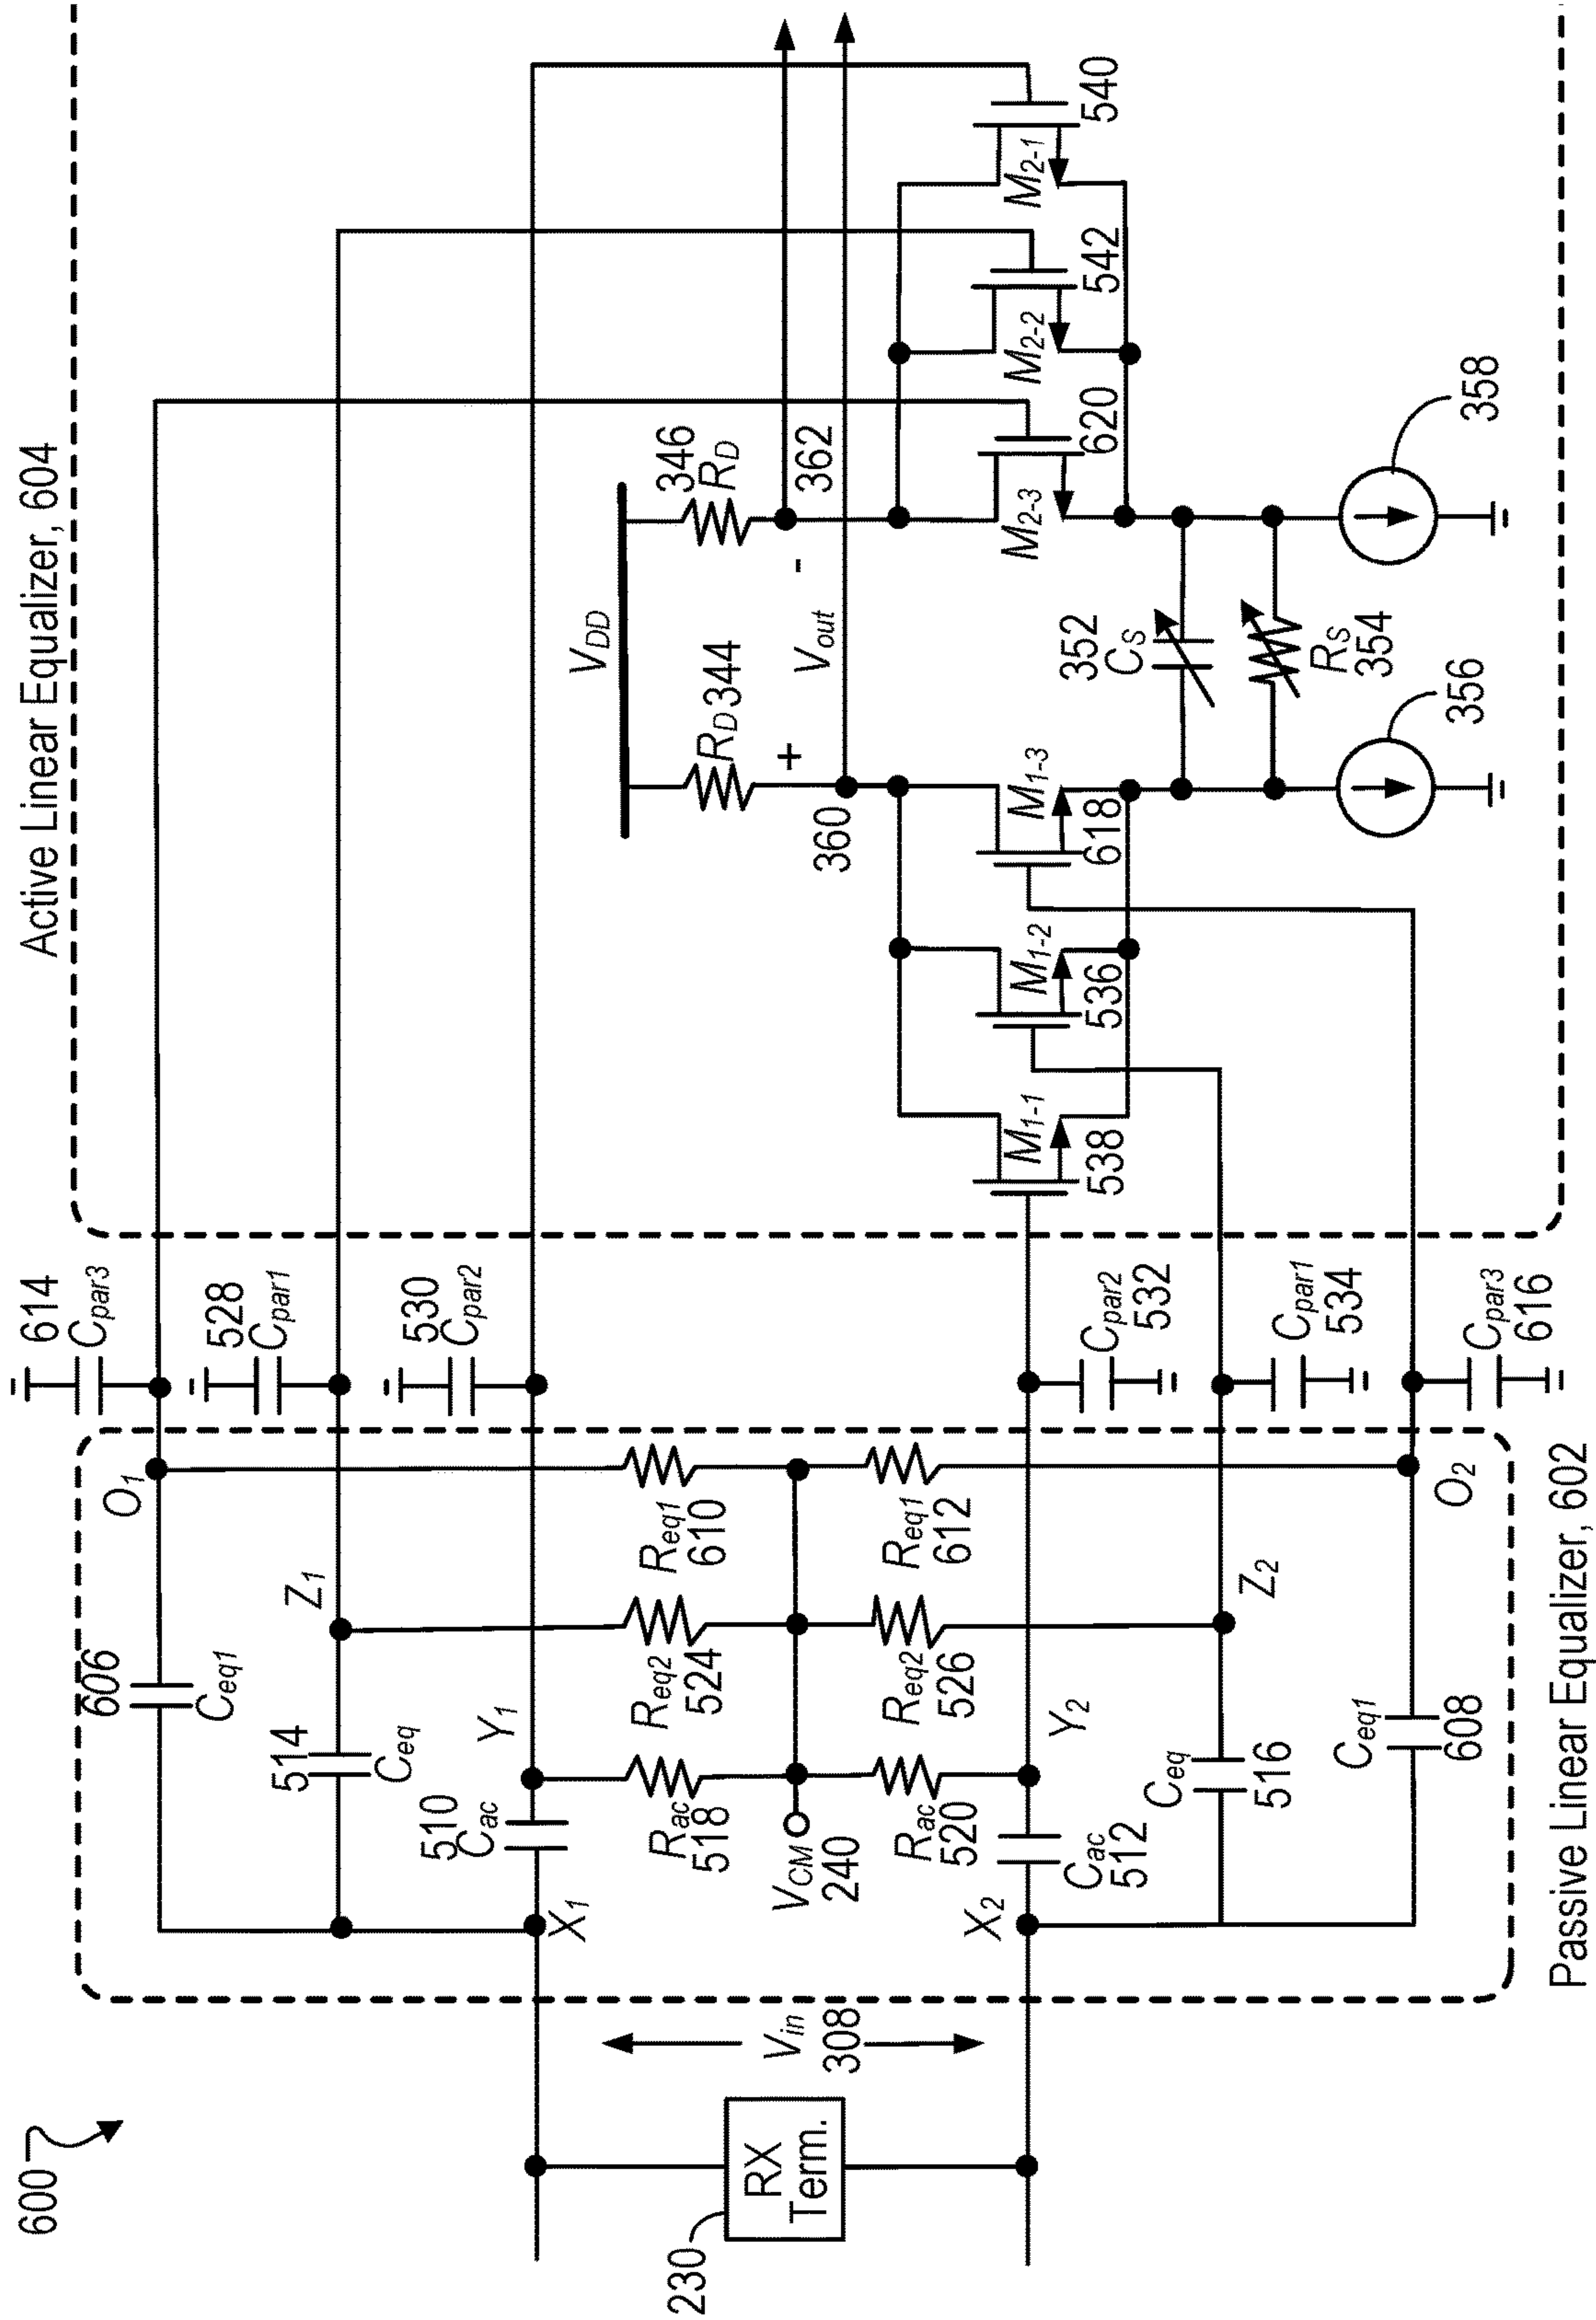 600
Active Linear Equalizer, 604
614
C_par3
528
C_par1
530
C_par2
O_1
606
C_eq1
Z_1
514
C_eq
Y_1
510
C_ac
X_1
R_eq1
610
R_eq2
524
R_ac
518
V_CM
240
R_eq1
612
R_eq2
526
R_ac
520
X_2
C_ac
512
Y_2
C_eq
516
Z_2
C_eq1
608
O_2
C_par2
532
C_par1
534
C_par3
616
230
RX
Term.
V_in
308
V_DD
R_D 344
346
R_D
360
+
V_out
-
362
M_1-1
538
M_1-2
536
M_1-3
618
M_2-3
620
M_2-2
542
M_2-1
540
352
C_S
R_S
354
356
358
Passive Linear Equalizer, 602